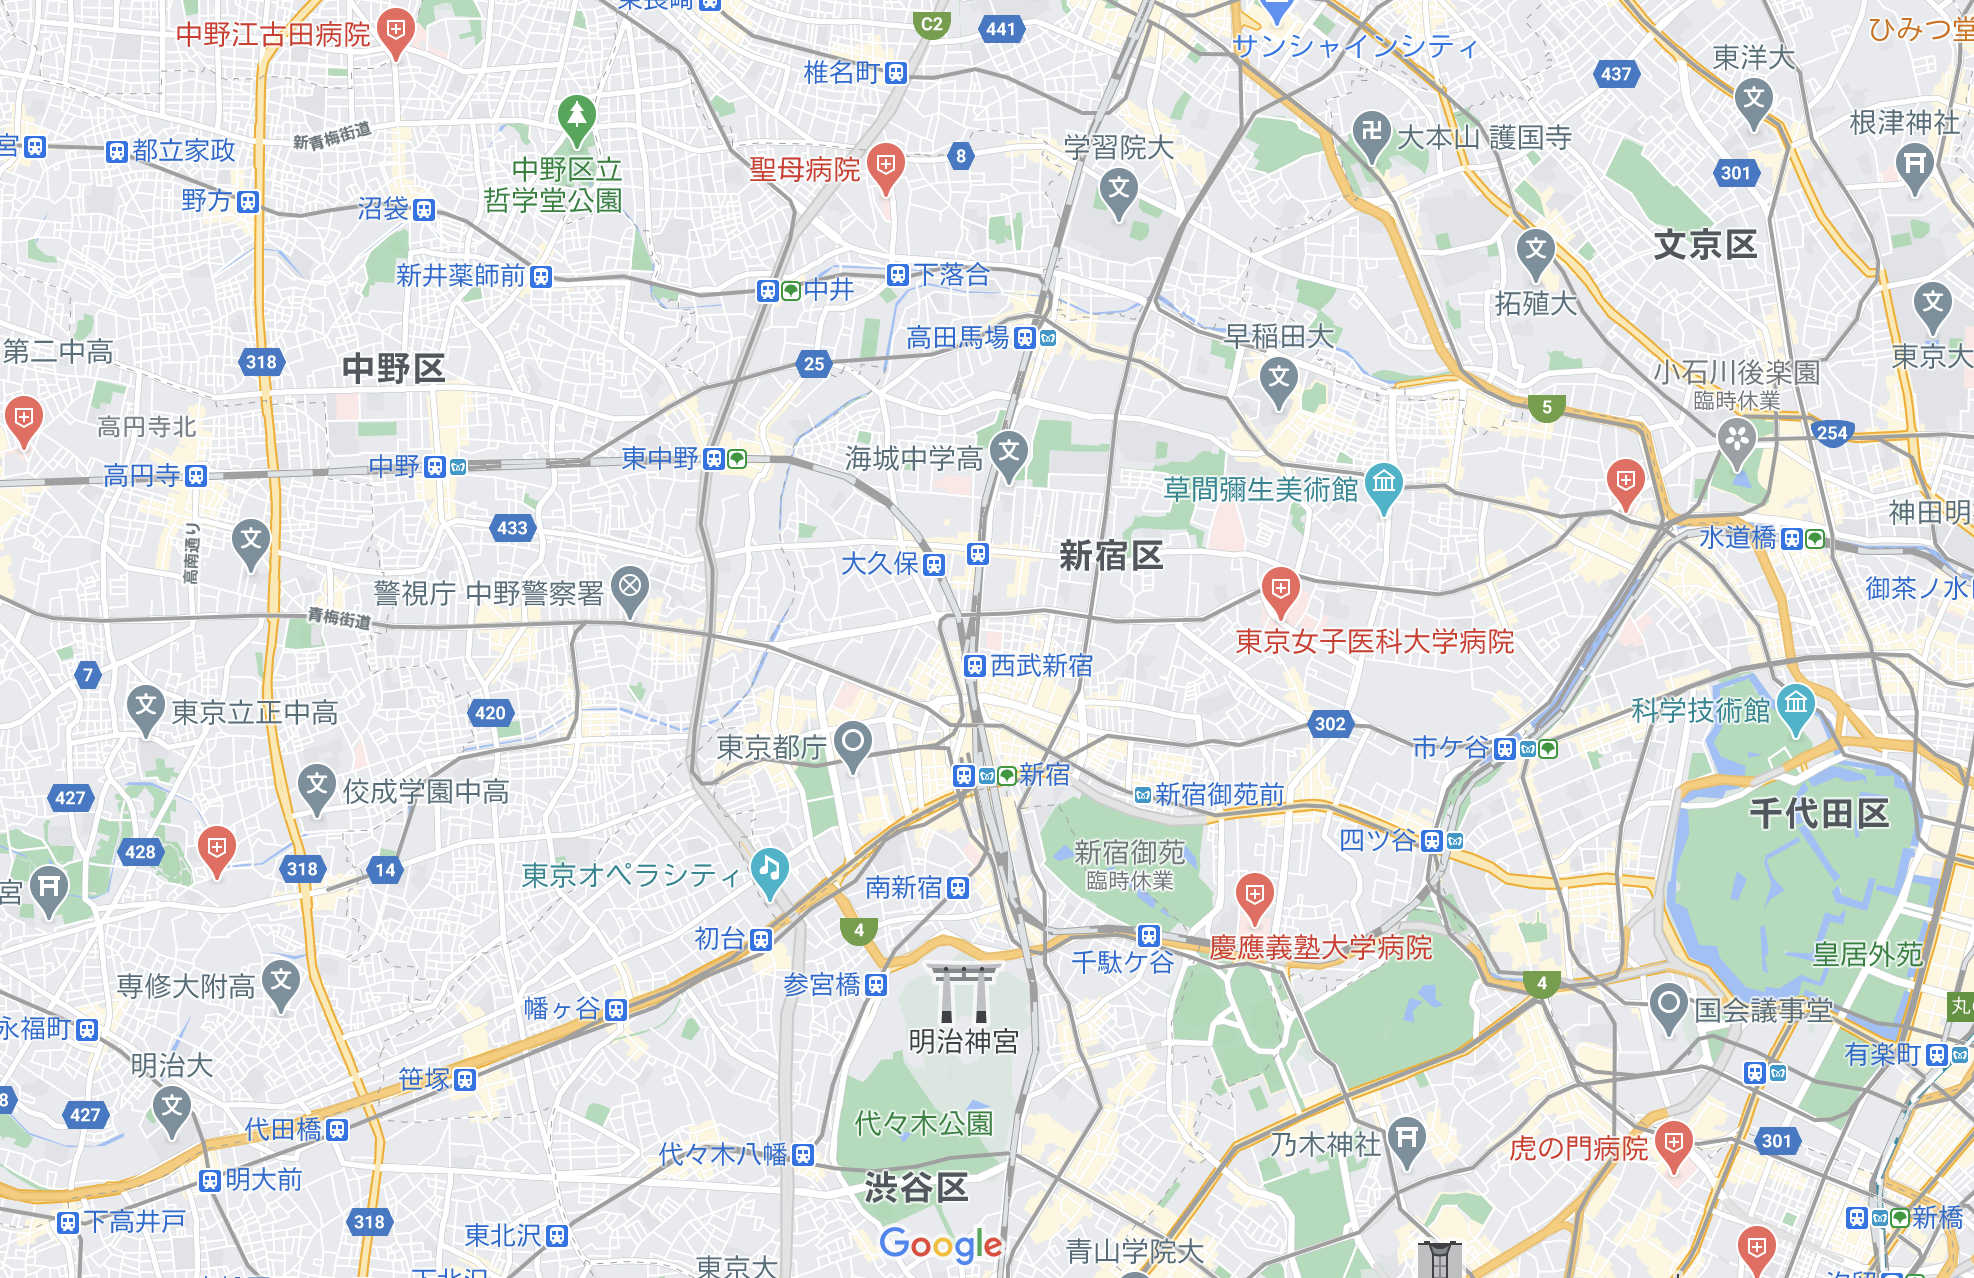 中野江古田病院
C2
441
サンシャインシティ
東洋大
437
椎名町
新青梅街道
都立家政
中野区立
哲学堂公園
聖母病院
8
学習院大
大本山 護国寺
根津神社
301
野方
沼袋
文京区
新井薬師前
中井
下落合
拓殖大
第二中高
318
中野区
25
高田馬場
早稲田大
東京大
小石川後楽園
臨時休業
5
254
高円寺北
高円寺
中野
東中野
海城中学高
草間彌生美術館
433
高南通り
大久保
新宿区
水道橋
神田明
御茶ノ水
警視庁 中野警察署
青梅街道
東京女子医科大学病院
7
西武新宿
東京立正中高
420
東京都庁
302
市ケ谷
科学技術館
427
佼成学園中高
新宿
新宿御苑前
千代田区
428
318
14
東京オペラシティ
南新宿
新宿御苑
臨時休業
四ツ谷
宮
初台
4
千駄ケ谷
慶應義塾大学病院
皇居外苑
専修大附高
参宮橋
幡ヶ谷
4
国会議事堂
永福町
明治神宮
有楽町
明治大
笹塚
427
代田橋
代々木公園
乃木神社
虎の門病院
301
代々木八幡
明大前
渋谷区
下高井戸
318
東北沢
Google
青山学院大
新橋
東京大